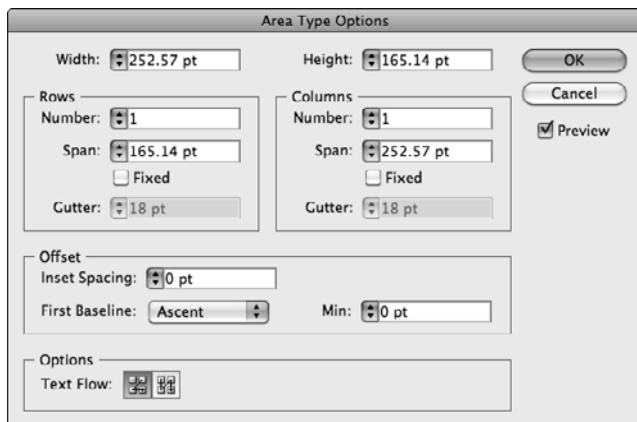 Area Type Options
Width: 252.57 pt
Height: 165.14 pt
OK
Cancel
Preview
Rows
Number: 1
Span: 165.14 pt
Fixed
Gutter: 18 pt
Columns
Number: 1
Span: 252.57 pt
Fixed
Gutter: 18 pt
Offset
Inset Spacing: 0 pt
First Baseline: Ascent
Min: 0 pt
Options
Text Flow: